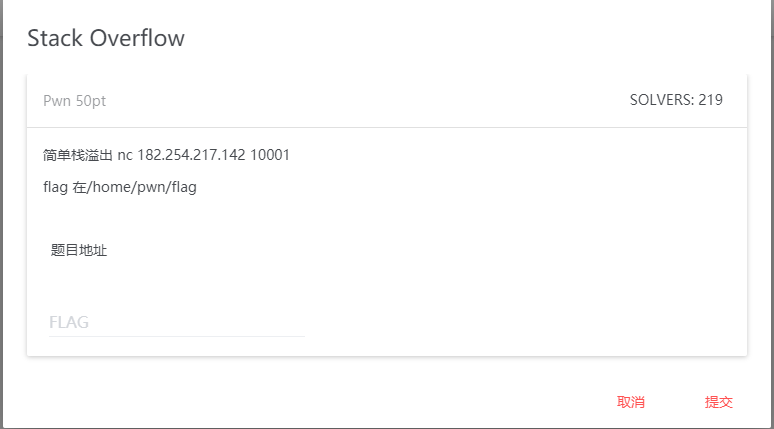 Stack Overflow
Pwn 50pt
SOLVERS: 219
简单栈溢出 nc 182.254.217.142 10001
flag 在/home/pwn/flag
题目地址
FLAG
取消
提交